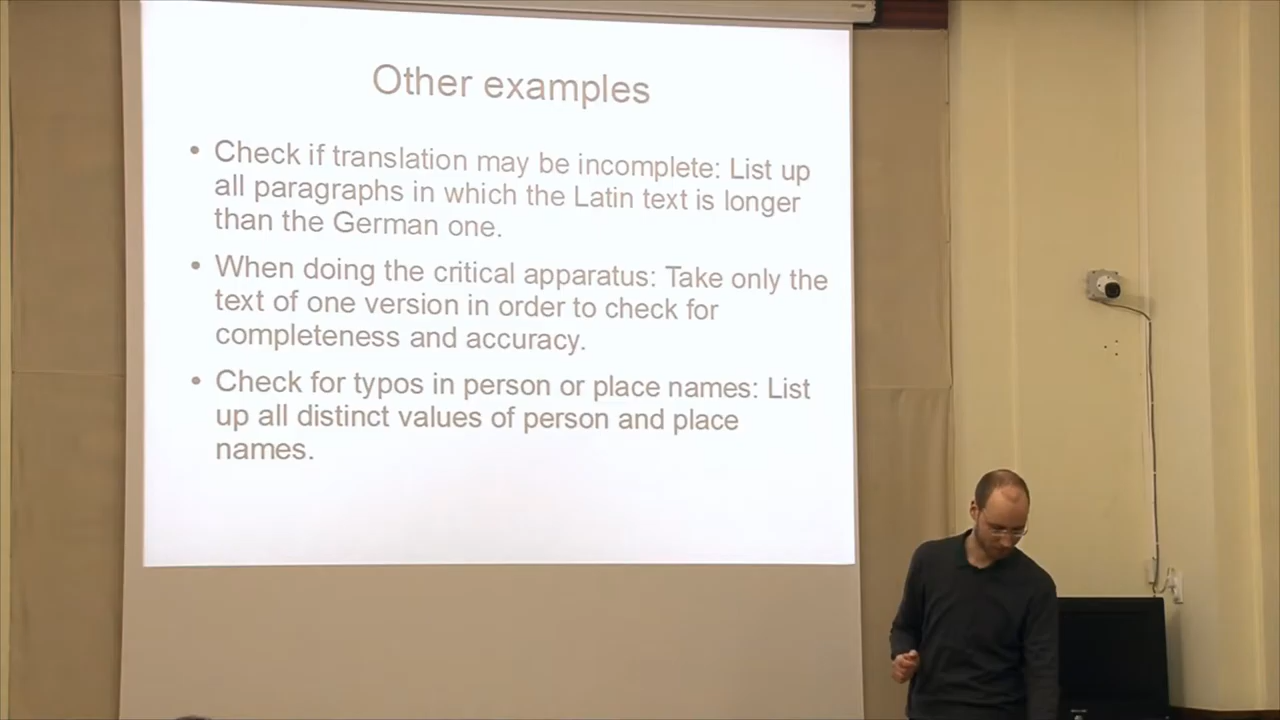 Other examples
• Check if translation may be incomplete: List up
all paragraphs in which the Latin text is longer
than the German one.
• When doing the critical apparatus: Take only the
text of one version in order to check for
completeness and accuracy.
• Check for typos in person or place names: List
up all distinct values of person and place
names.